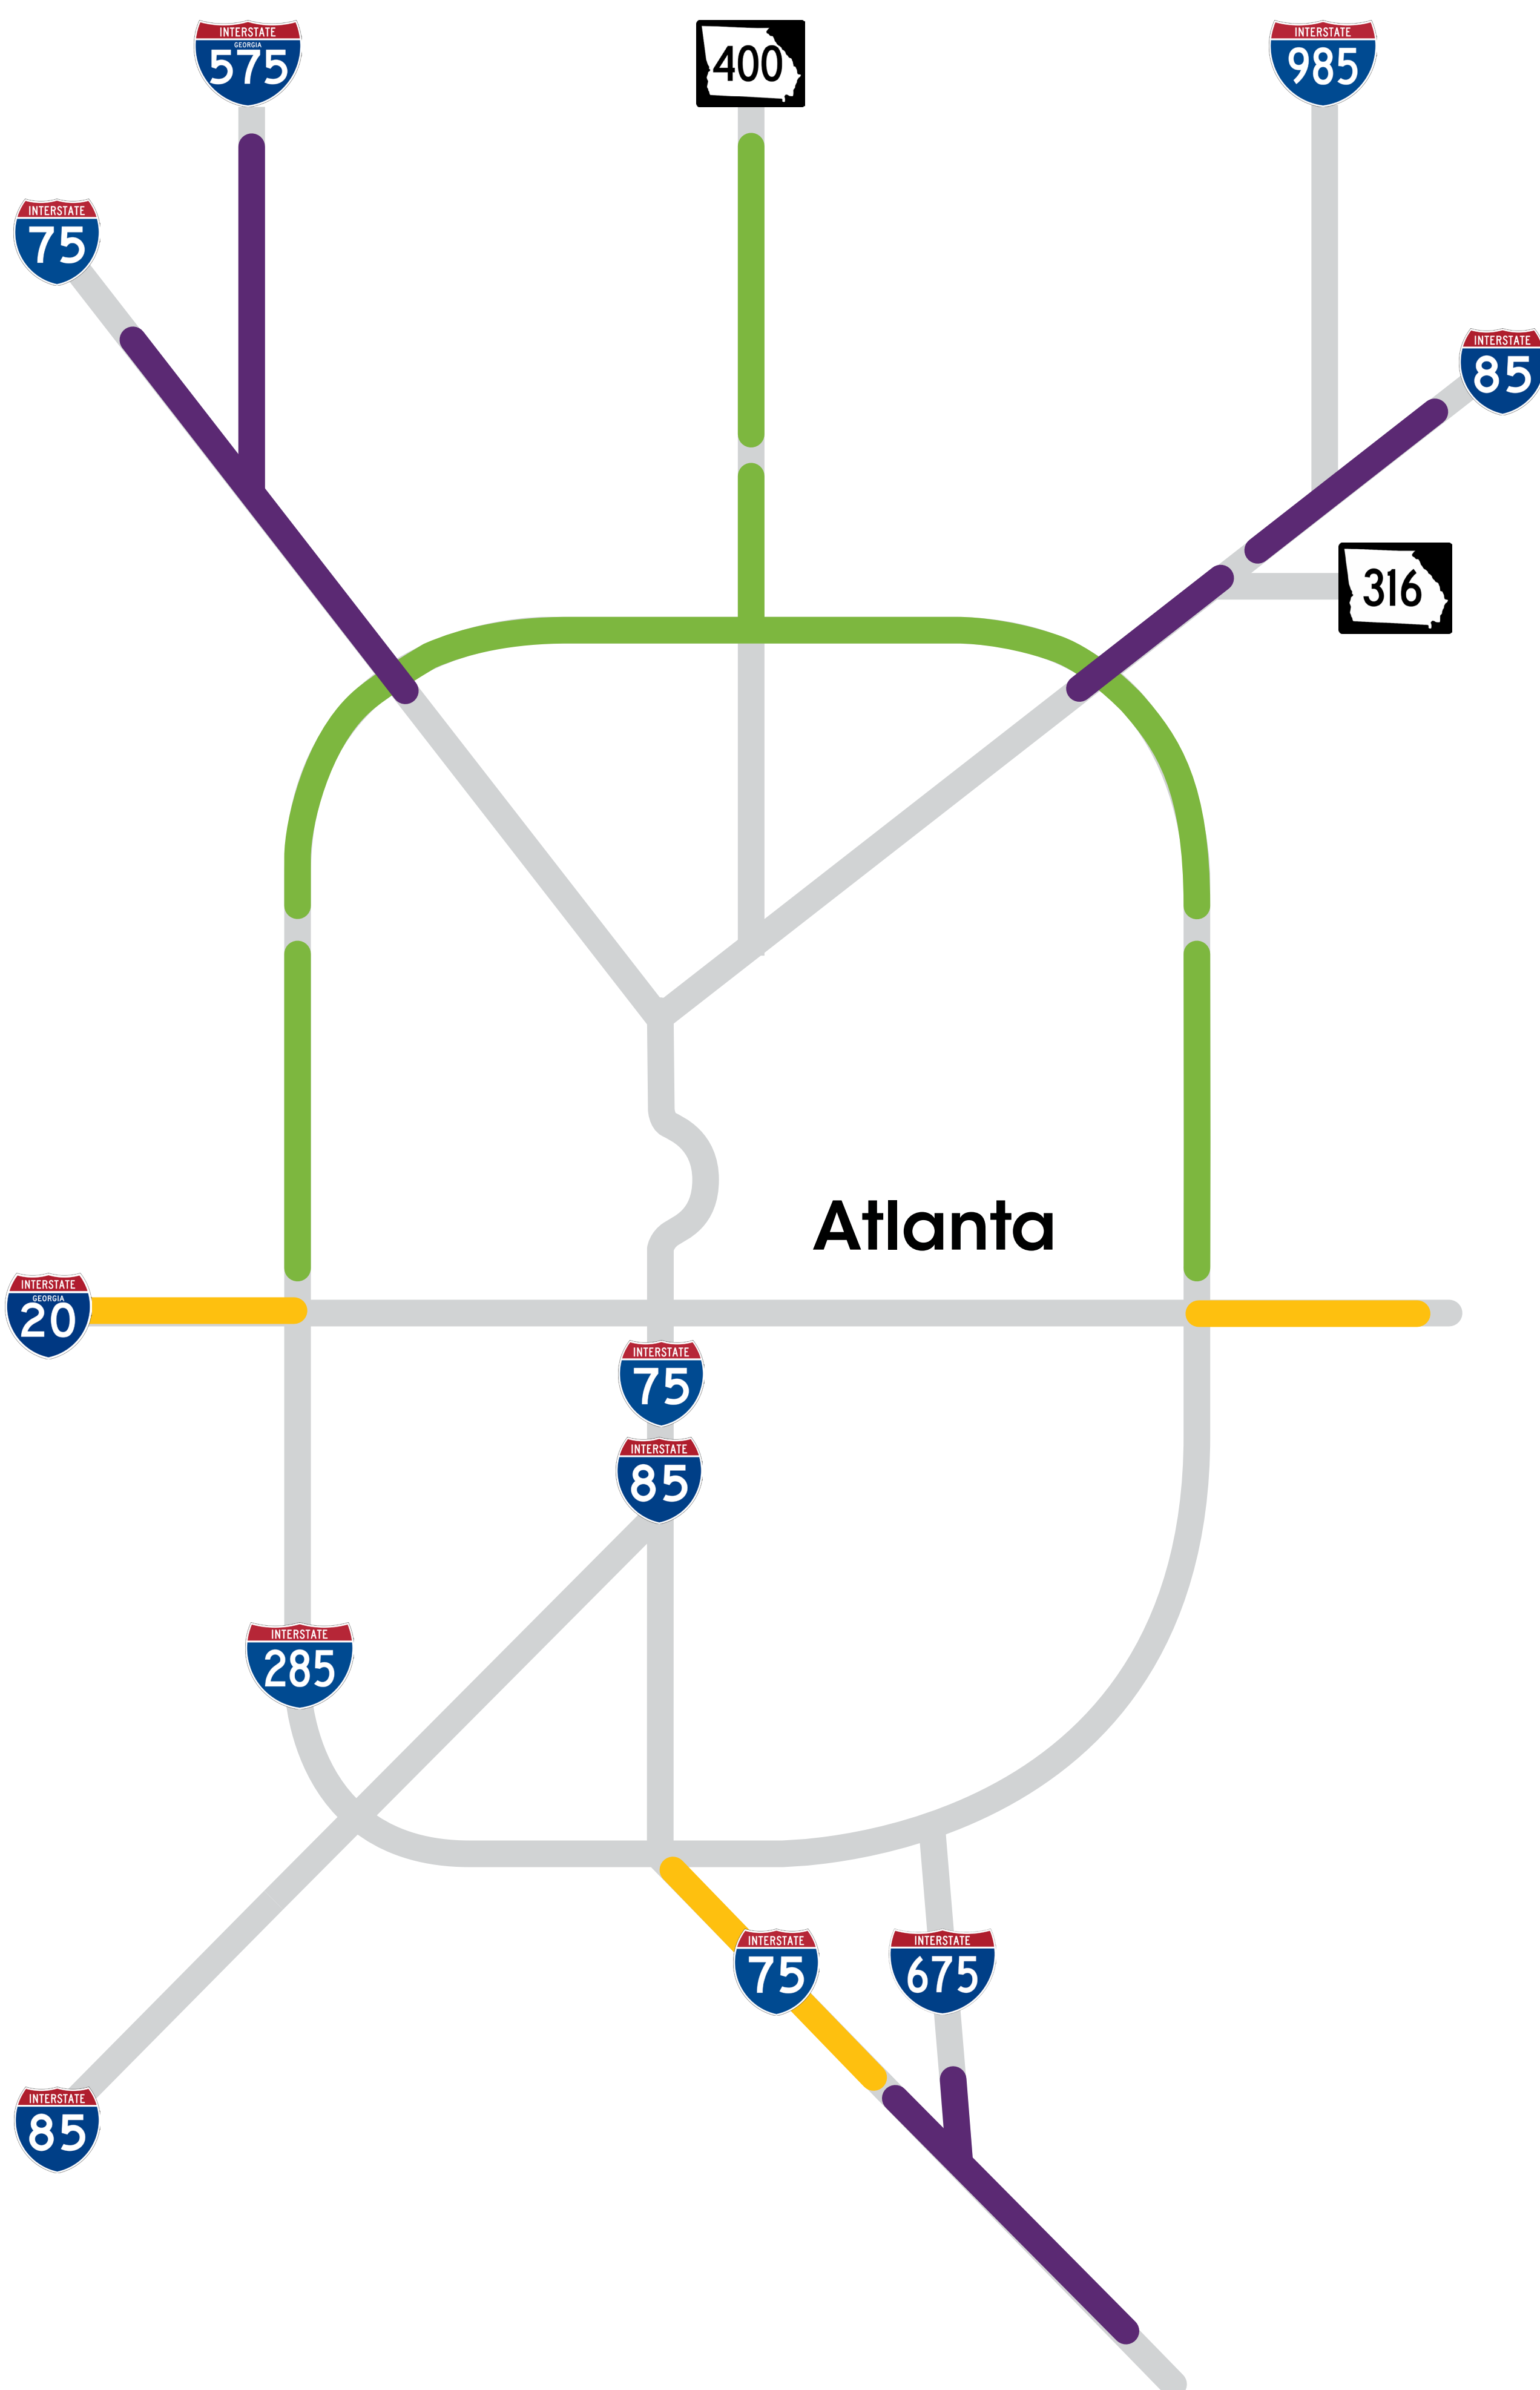 INTERSTATE
GEORGIA
575
400
INTERSTATE
985
INTERSTATE
75
INTERSTATE
85
316
Atlanta
INTERSTATE
GEORGIA
20
INTERSTATE
75
INTERSTATE
85
INTERSTATE
285
INTERSTATE
75
INTERSTATE
675
INTERSTATE
85